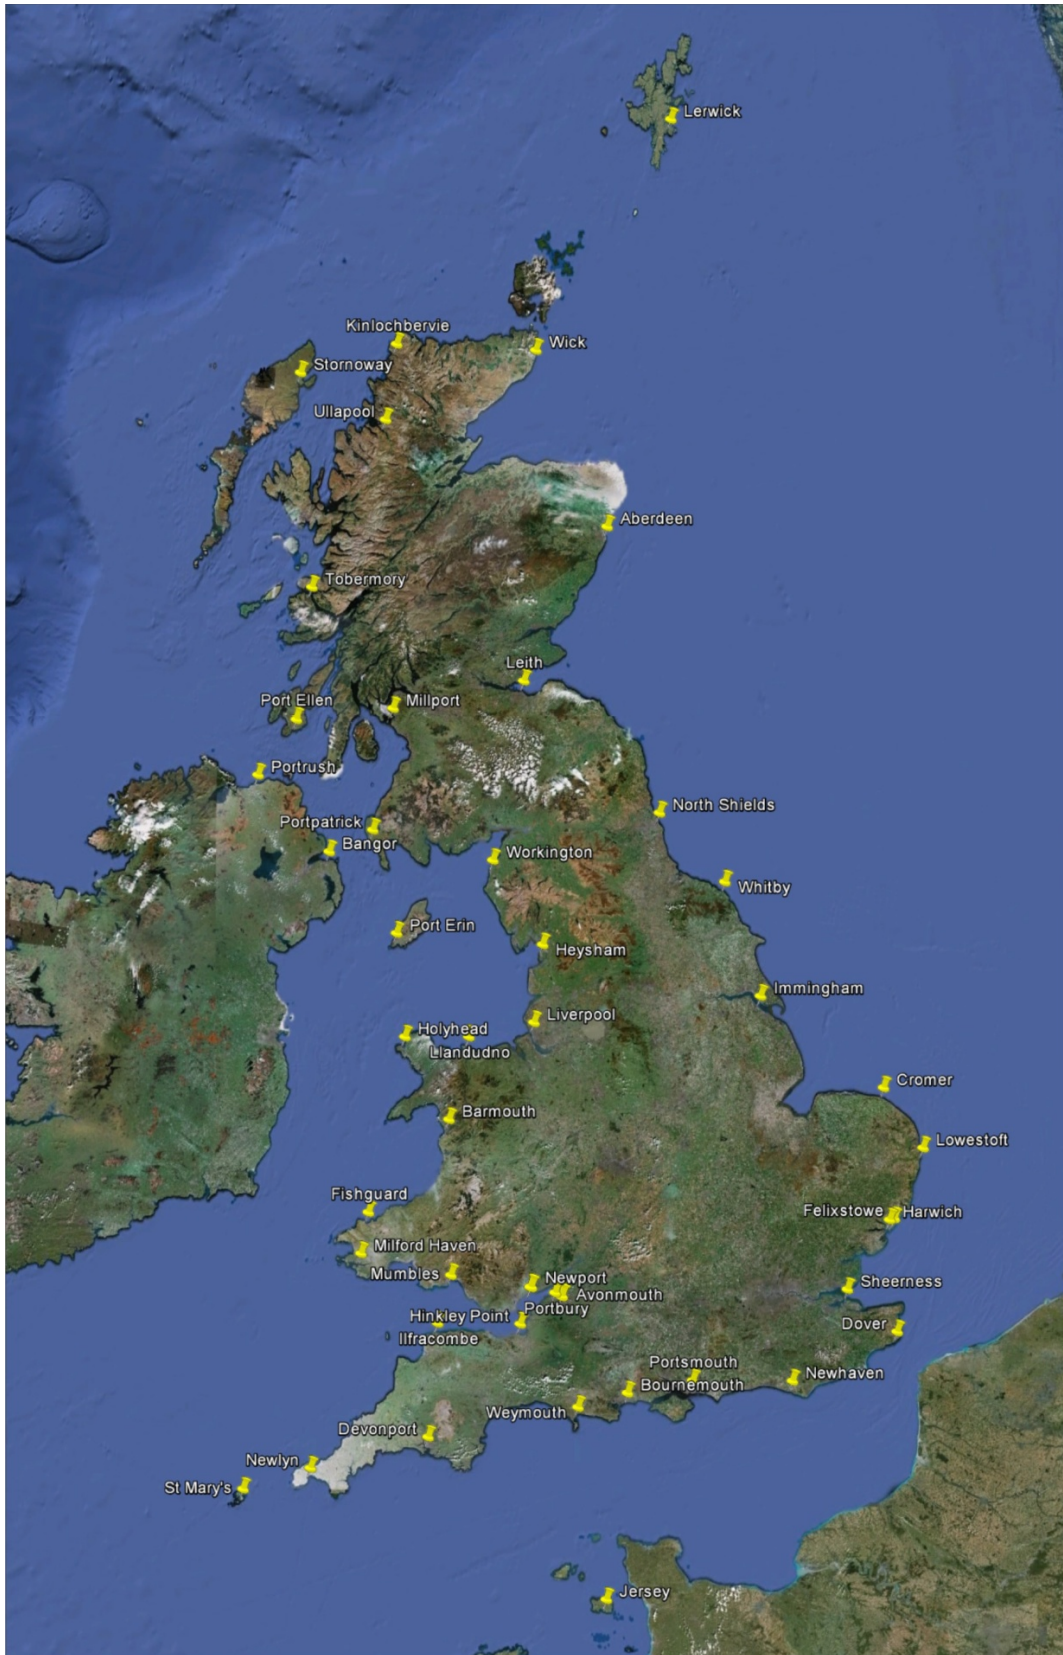 Lerwick
Kinlochbervie
Wick
Stornoway
Ullapool
Aberdeen
Tobermory
Leith
Port Ellen
Millport
Portrush
North Shields
Portpatrick
Bangor
Workington
Whitby
Port Erin
Heysham
Immingham
Liverpool
Holyhead
Llandudno
Cromer
Barmouth
Lowestoft
Fishguard
Felixstowe
Harwich
Milford Haven
Mumbles
Newport
Sheerness
Avonmouth
Portbury
Hinkley Point
Dover
Ilfracombe
Portsmouth
Newhaven
Bournemouth
Weymouth
Devonport
Newlyn
St Mary's
Jersey